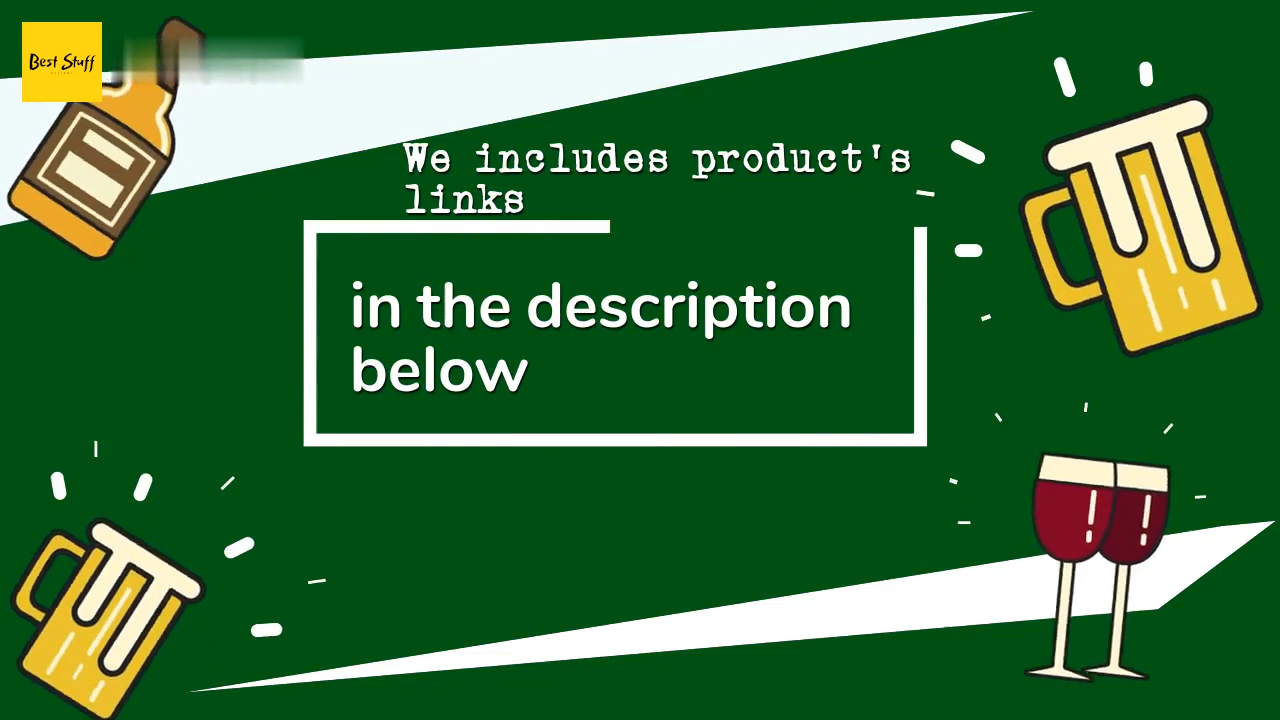 Best Stuff
We includes product's
links
in the description
below